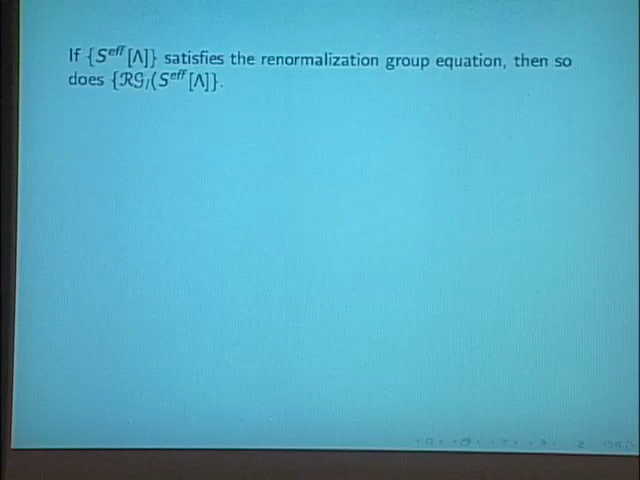 If {S^eff [Λ]} satisfies the renormalization group equation, then so
does {ℛ𝒢_l(S^eff [Λ]}.